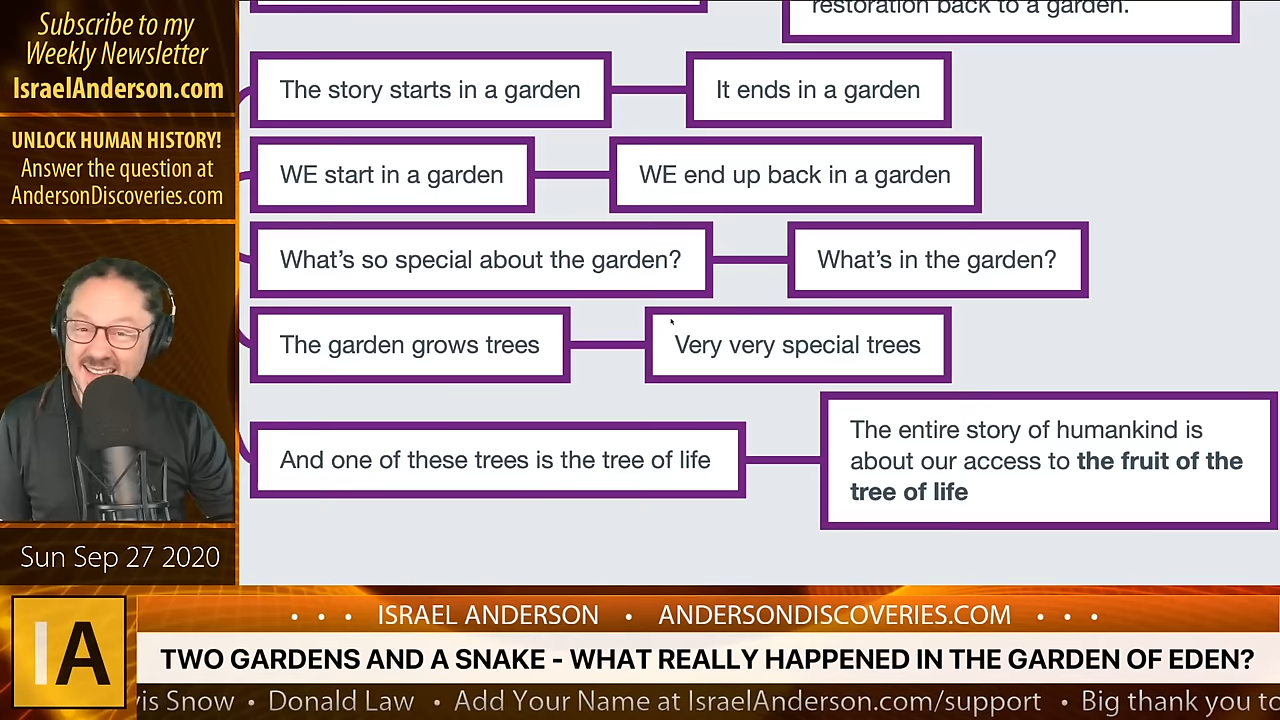 Subscribe to my
Weekly Newsletter
IsraelAnderson.com
UNLOCK HUMAN HISTORY!
Answer the question at
AndersonDiscoveries.com
restoration back to a garden.
The story starts in a garden
It ends in a garden
WE start in a garden
WE end up back in a garden
What's so special about the garden?
What's in the garden?
The garden grows trees
Very very special trees
And one of these trees is the tree of life
The entire story of humankind is
about our access to the fruit of the
tree of life
Sun Sep 27 2020
IA
• • • ISRAEL ANDERSON • ANDERSONDISCOVERIES.COM • • •
TWO GARDENS AND A SNAKE - WHAT REALLY HAPPENED IN THE GARDEN OF EDEN?
Snow • Donald Law • Add Your Name at IsraelAnderson.com/support • Big thank you